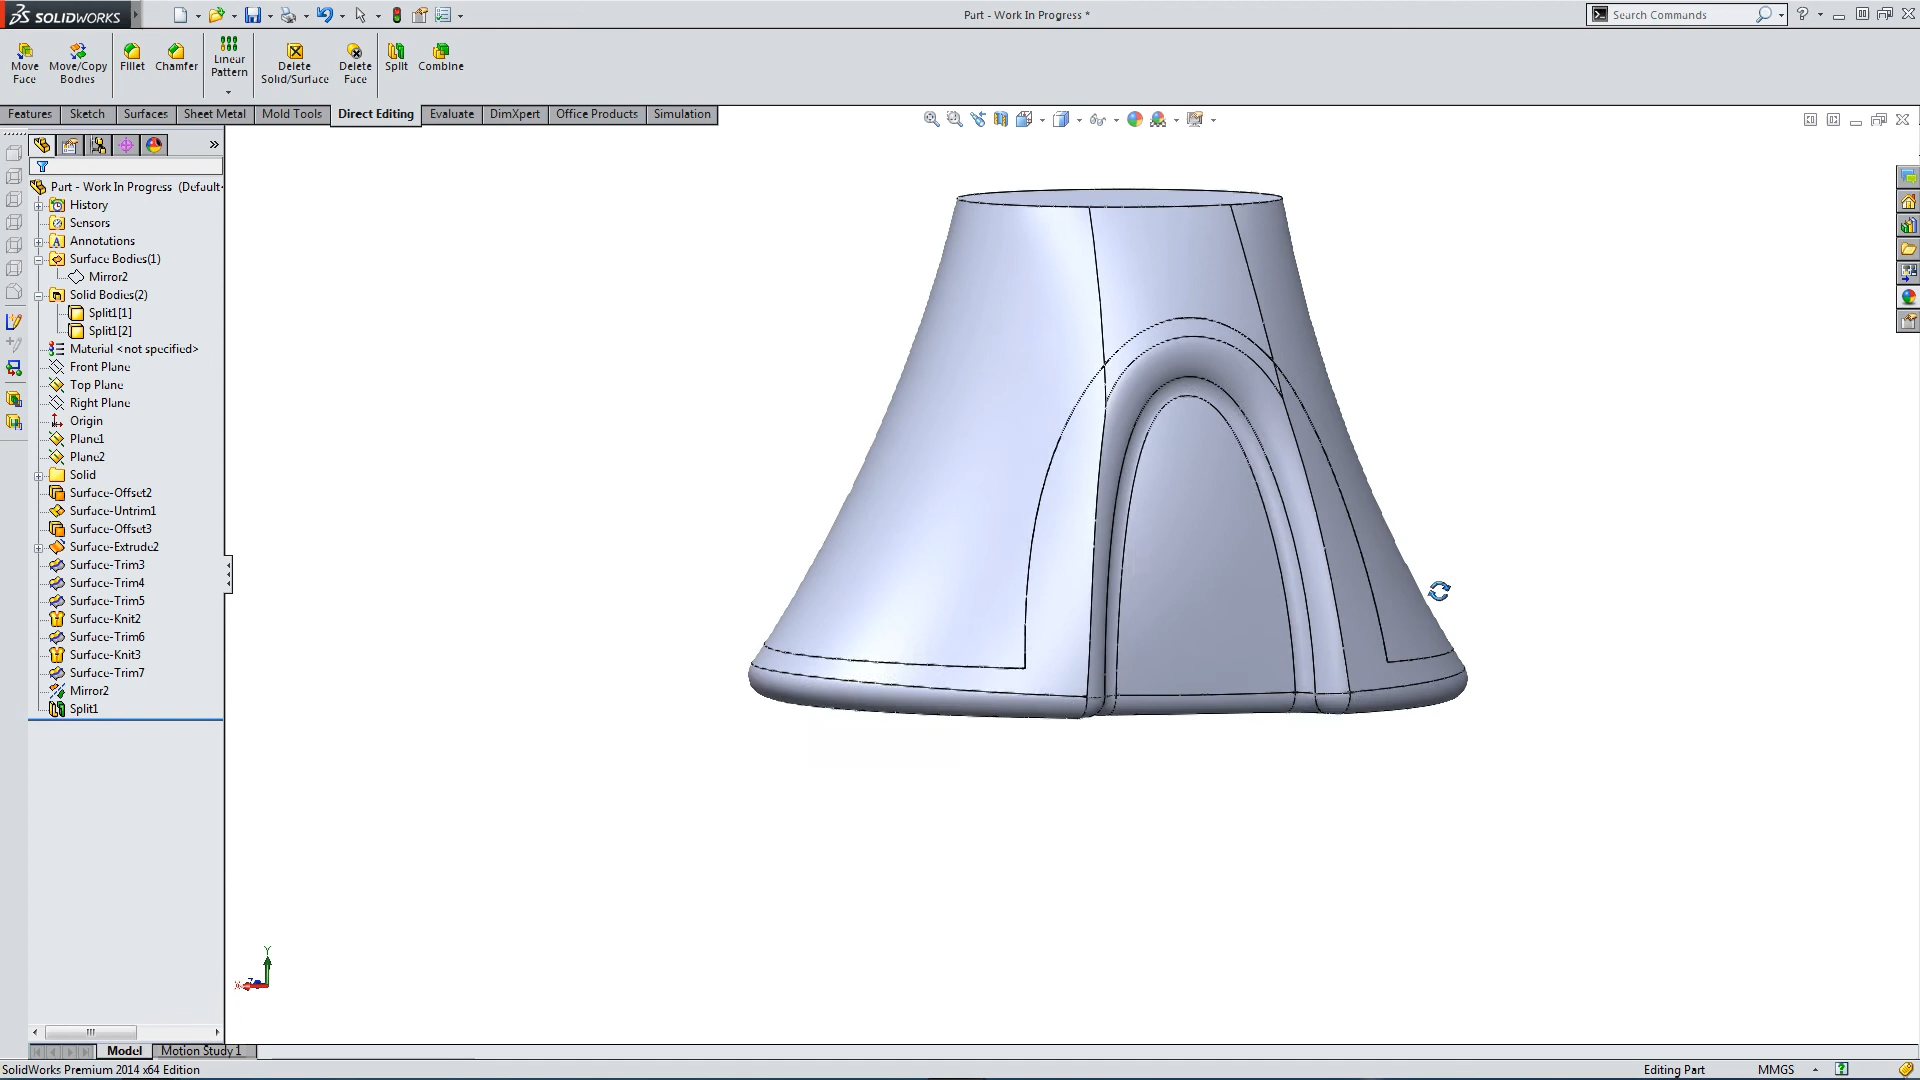 SOLIDWORKS
Part - Work In Progress *
Search Commands
Move Face
Move/Copy Bodies
Fillet
Chamfer
Linear Pattern
Delete Solid/Surface
Delete Face
Split
Combine
Features
Sketch
Surfaces
Sheet Metal
Mold Tools
Direct Editing
Evaluate
DimXpert
Office Products
Simulation
Part - Work In Progress (Default
History
Sensors
Annotations
Surface Bodies(1)
Mirror2
Solid Bodies(2)
Split1[1]
Split1[2]
Material <not specified>
Front Plane
Top Plane
Right Plane
Origin
Plane1
Plane2
Solid
Surface-Offset2
Surface-Untrim1
Surface-Offset3
Surface-Extrude2
Surface-Trim3
Surface-Trim4
Surface-Trim5
Surface-Knit2
Surface-Trim6
Surface-Knit3
Surface-Trim7
Mirror2
Split1
Y
X
Z
Model
Motion Study 1
SolidWorks Premium 2014 x64 Edition
Editing Part
MMGS